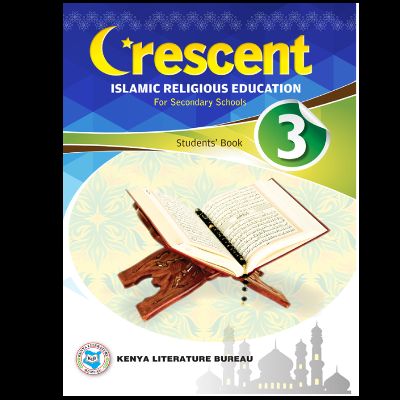 Crescent
ISLAMIC RELIGIOUS EDUCATION
For Secondary Schools
3
Students' Book
KENYA LITERATURE BUREAU